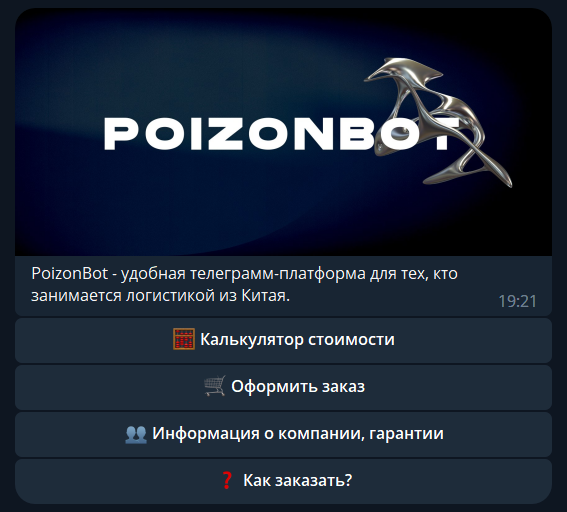 POIZONBOT
PoizonBot - удобная телеграмм-платформа для тех, кто
занимается логистикой из Китая.
19:21
Калькулятор стоимости
Оформить заказ
Информация о компании, гарантии
Как заказать?